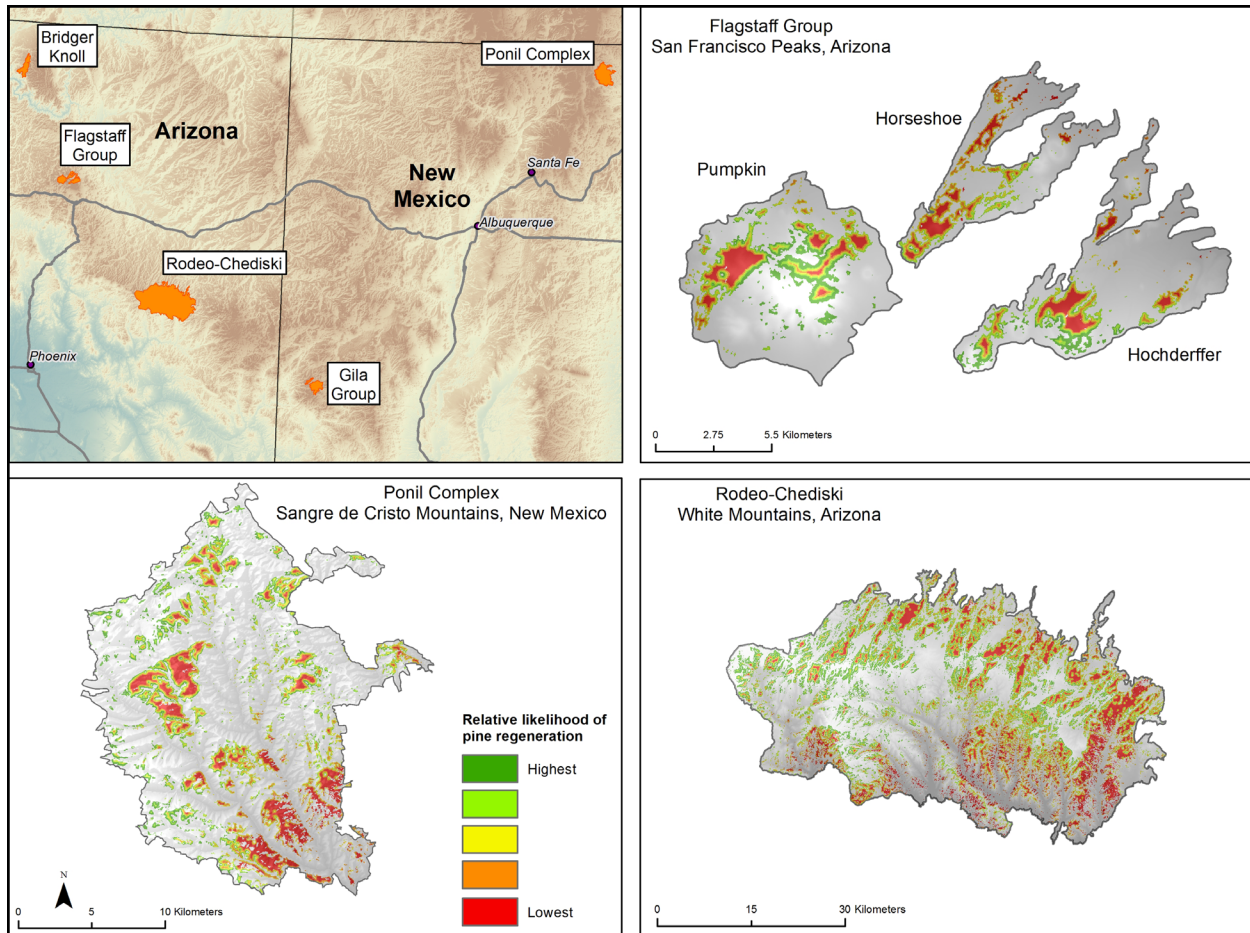 Bridger
Knoll
Ponil Complex
Flagstaff
Group
Arizona
New
Mexico
Santa Fe
Albuquerque
Rodeo-Chediski
Phoenix
Gila
Group
Flagstaff Group
San Francisco Peaks, Arizona
Horseshoe
Pumpkin
Hochderffer
0 2.75 5.5 Kilometers
Ponil Complex
Sangre de Cristo Mountains, New Mexico
Relative likelihood of
pine regeneration
Highest
Lowest
N
0 5 10 Kilometers
Rodeo-Chediski
White Mountains, Arizona
0 15 30 Kilometers